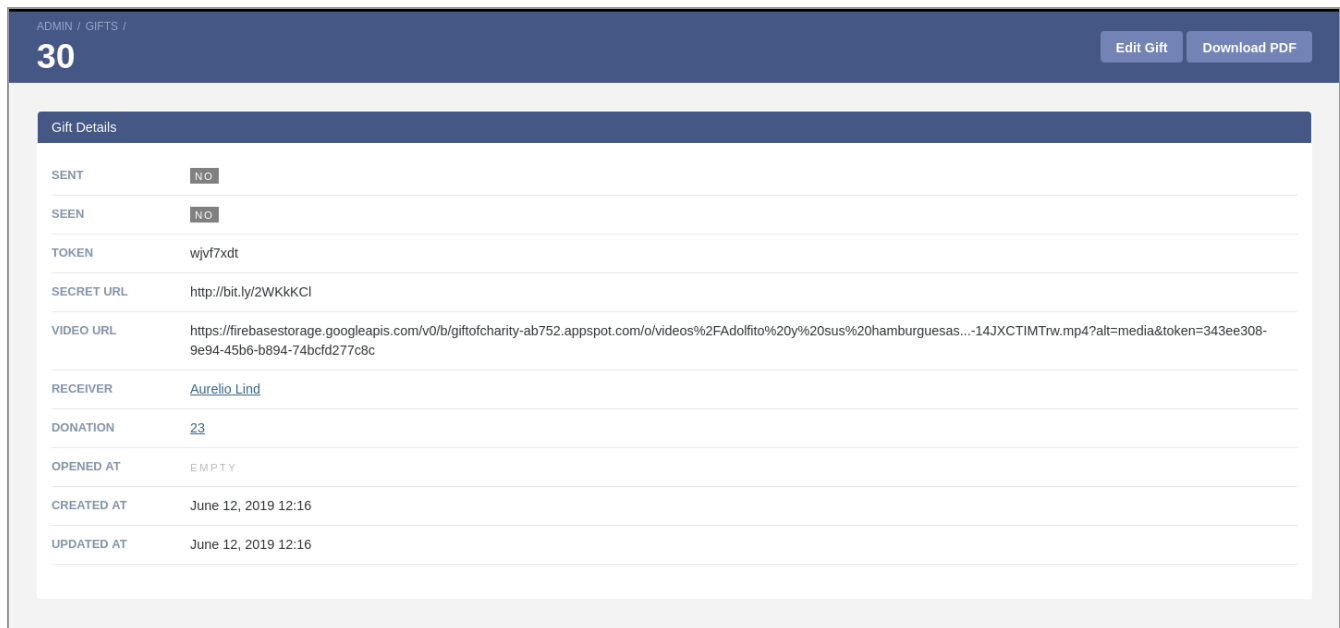 ADMIN / GIFTS /
30
Edit Gift
Download PDF
Gift Details
SENT NO
SEEN NO
TOKEN wjvf7xdt
SECRET URL http://bit.ly/2WKkKCl
VIDEO URL https://firebasestorage.googleapis.com/v0/b/giftofcharity-ab752.appspot.com/o/videos%2FAdolfito%20y%20sus%20hamburguesas...-14JXCTIMTrw.mp4?alt=media&token=343ee308-
9e94-45b6-b894-74bcfd277c8c
RECEIVER Aurelio Lind
DONATION 23
OPENED AT EMPTY
CREATED AT June 12, 2019 12:16
UPDATED AT June 12, 2019 12:16